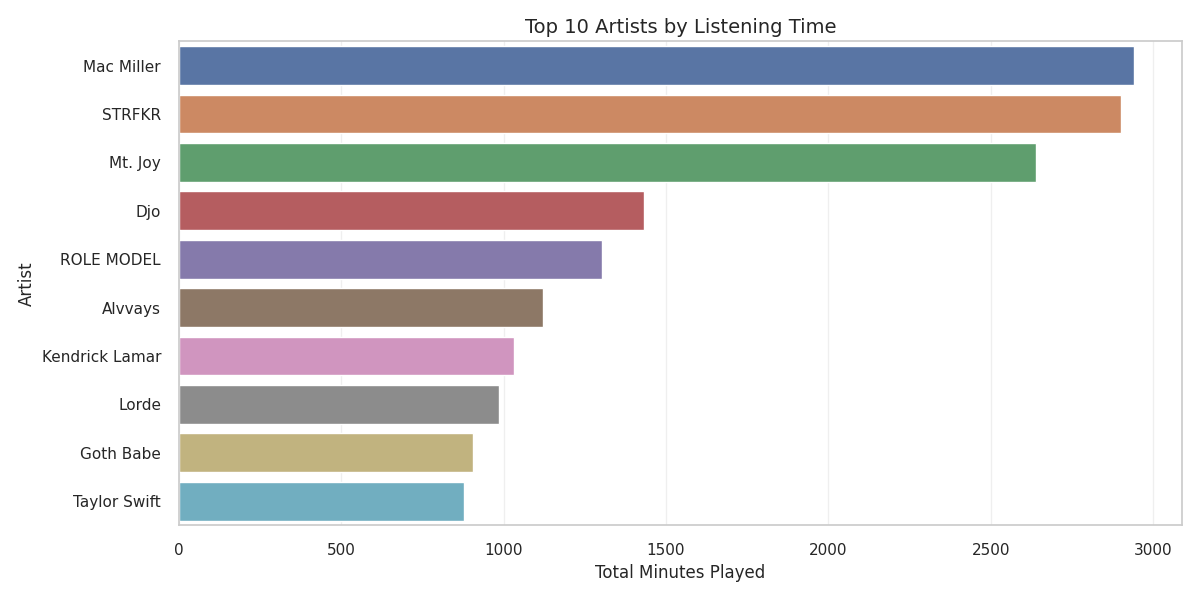 Top 10 Artists by Listening Time
Artist
Mac Miller
STRFKR
Mt. Joy
Djo
ROLE MODEL
Alvvays
Kendrick Lamar
Lorde
Goth Babe
Taylor Swift
0 500 1000 1500 2000 2500 3000
Total Minutes Played